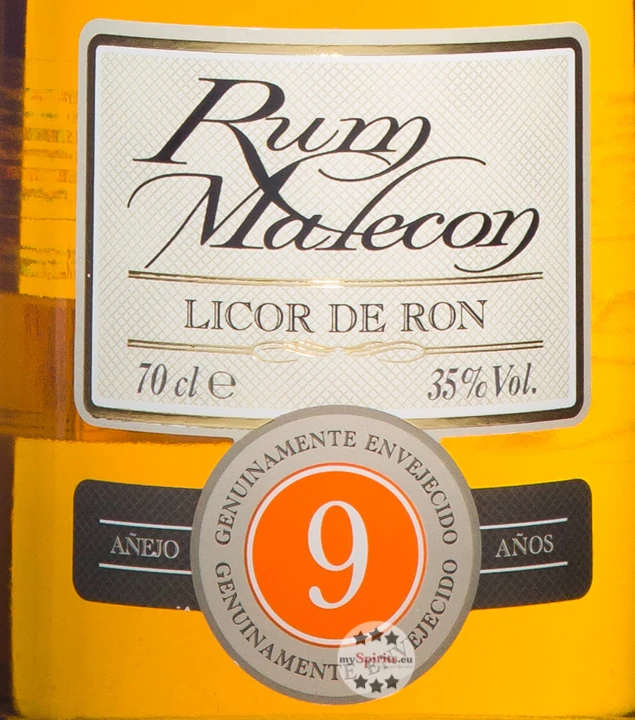 Rum
Malecon
LICOR DE RON
70 cl ℮
35% Vol.
GENUINAMENTE ENVEJECIDO
AÑEJO
9
AÑOS
GENUINAMENTE ENVEJECIDO
mySpirits.eu